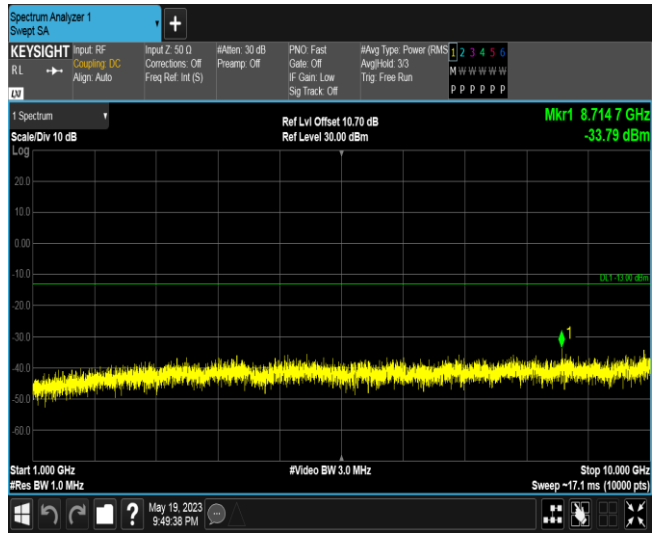 Spectrum Analyzer 1
Swept SA
+
KEYSIGHT
RL
LXI
Input: RF
Coupling: DC
Align: Auto
Input Z: 50 Ω
Corrections: Off
Freq Ref: Int (S)
#Atten: 30 dB
Preamp: Off
PNO: Fast
Gate: Off
IF Gain: Low
Sig Track: Off
#Avg Type: Power (RMS
Avg|Hold: 3/3
Trig: Free Run
1 2 3 4 5 6
M W W W W W
P P P P P P
1 Spectrum
Scale/Div 10 dB
Log
Ref Lvl Offset 10.70 dB
Ref Level 30.00 dBm
Mkr1 8.714 7 GHz
-33.79 dBm
20.0
10.0
0.00
-10.0
DL1 -13.00 dBm
-20.0
-30.0
1
-40.0
-50.0
-60.0
Start 1.000 GHz
#Res BW 1.0 MHz
#Video BW 3.0 MHz
Stop 10.000 GHz
Sweep ~17.1 ms (10000 pts)
?
May 19, 2023
9:49:38 PM